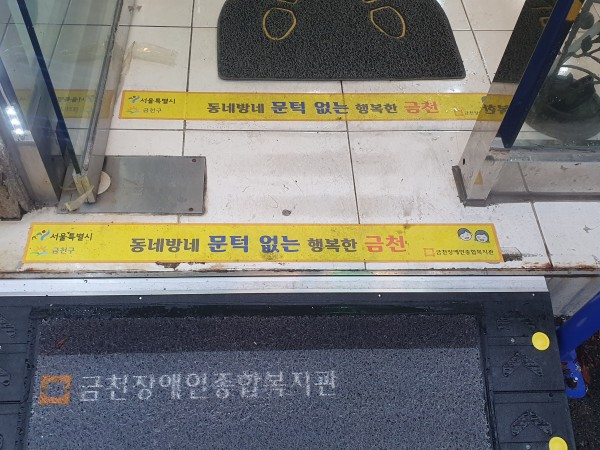 서울특별시
금천구
동네방네 문턱 없는 행복한 금천
서울특별시
금천구
동네방네 문턱 없는 행복한 금천
금천장애인종합복지관
금천장애인종합복지관